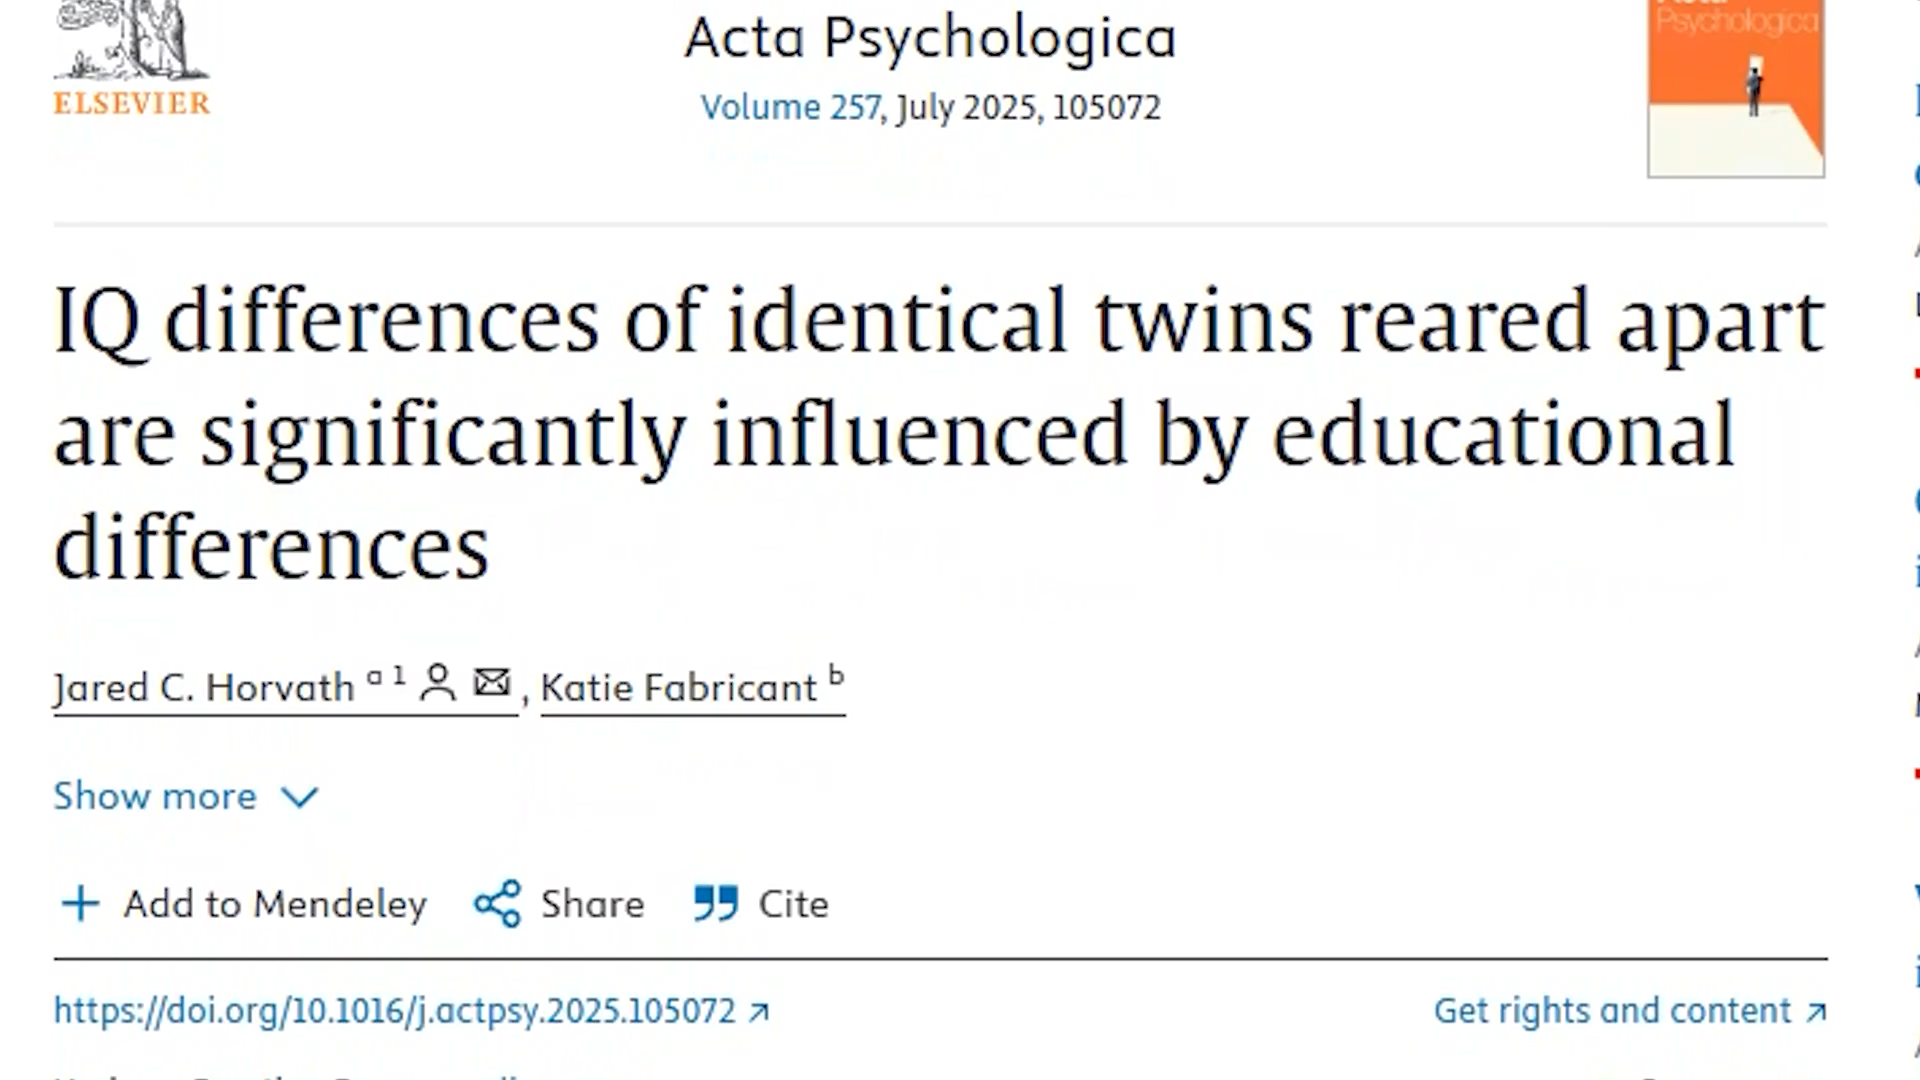 Acta Psychologica
Psychologica
ELSEVIER
Volume 257, July 2025, 105072
IQ differences of identical twins reared apart
are significantly influenced by educational
differences
Jared C. Horvath a 1, Katie Fabricant b
Show more
Add to Mendeley Share Cite
https://doi.org/10.1016/j.actpsy.2025.105072 Get rights and content